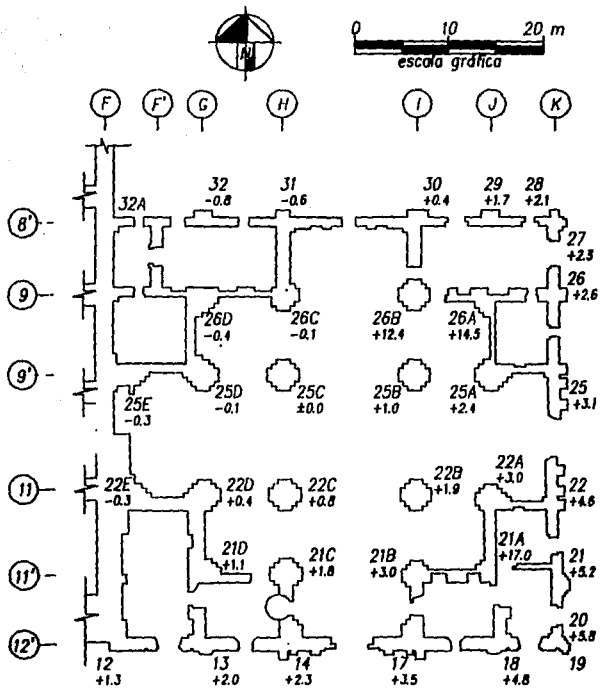 N
0 10 20 m
escala gráfica
F F' G H I J K
32A
32 31 30 29 28
-0.8 -0.6 +0.4 +1.7 +2.1
8'
27
+2.3
26
+2.6
9
26D 26C 26B 26A
-0.4 -0.1 +12.4 +14.5
9'
25E 25D 25C 25B 25A 25
-0.3 -0.1 ±0.0 +1.0 +2.4 +3.1
11
22E 22D 22C 22B 22A 22
-0.3 +0.4 +0.8 +1.9 +3.0 +4.6
11'
21D 21C 21B 21A 21
+1.1 +1.8 +3.0 +17.0 +5.2
20
+5.8
12'
12 13 14 17 18 19
+1.3 +2.0 +2.3 +3.5 +4.8